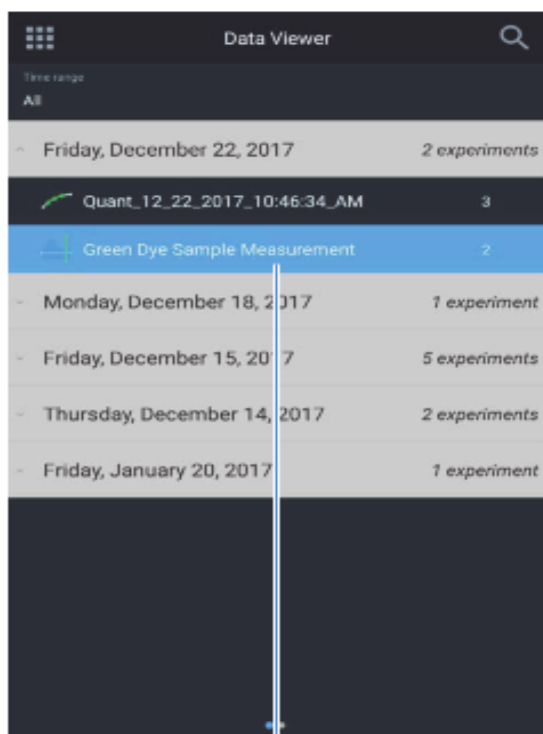 Data Viewer
Time range
All
Friday, December 22, 2017 2 experiments
Quant_12_22_2017_10:46:34_AM 3
Green Dye Sample Measurement 2
Monday, December 18, 2017 1 experiment
Friday, December 15, 2017 5 experiments
Thursday, December 14, 2017 2 experiments
Friday, January 20, 2017 1 experiment